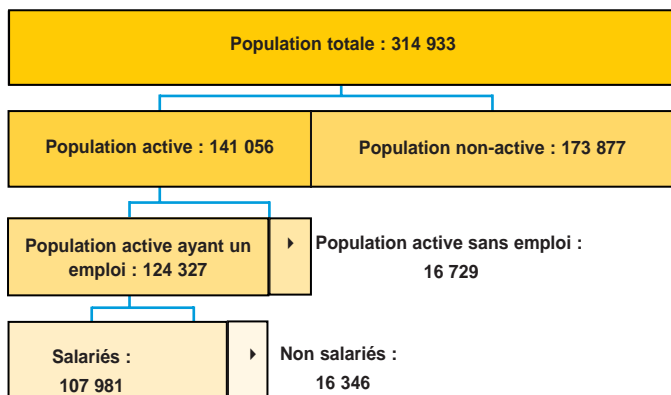 Population totale : 314 933
Population active : 141 056
Population non-active : 173 877
Population active ayant un
emploi : 124 327
Population active sans emploi :
16 729
Salariés :
107 981
Non salariés :
16 346